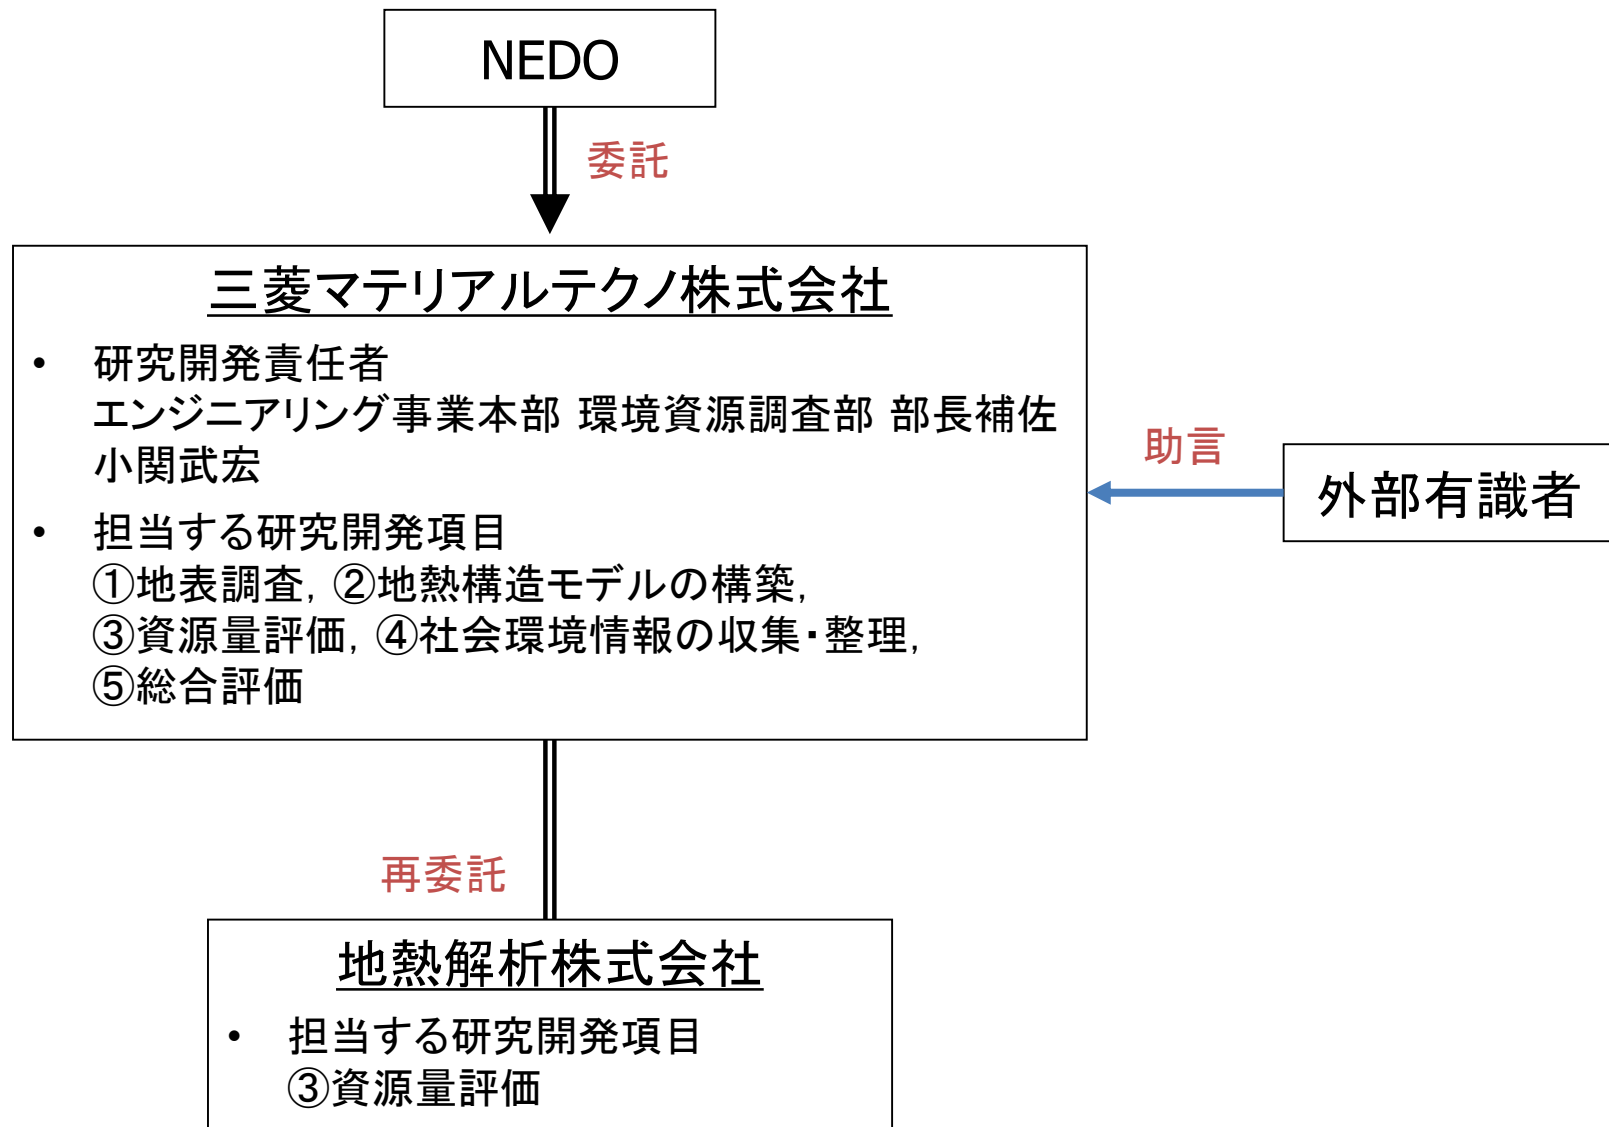 NEDO
委託
三菱マテリアルテクノ株式会社
• 研究開発責任者
エンジニアリング事業本部 環境資源調査部 部長補佐
小関武宏
• 担当する研究開発項目
①地表調査, ②地熱構造モデルの構築,
③資源量評価, ④社会環境情報の収集・整理,
⑤総合評価
助言
外部有識者
再委託
地熱解析株式会社
• 担当する研究開発項目
③資源量評価